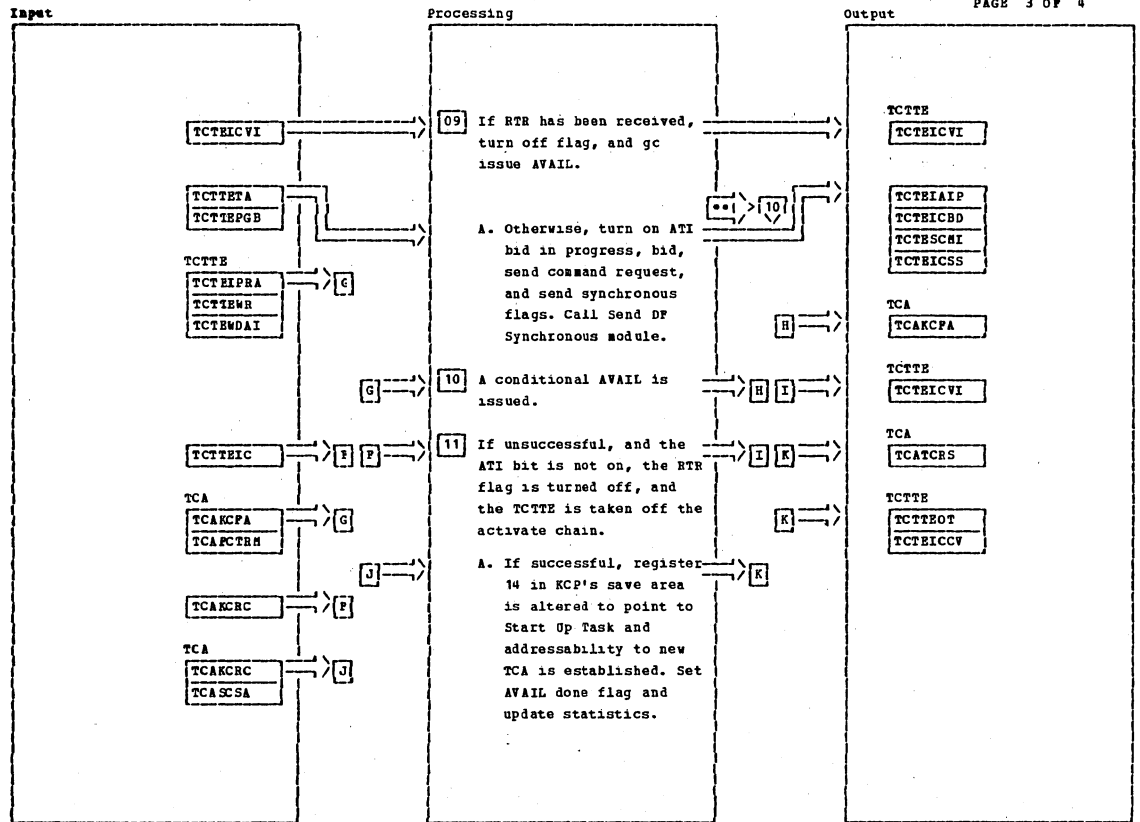 PAGE 3 OF 4
Input
Processing
Output
TCTEICVI
09 If RTR has been received,
turn off flag, and gc
issue AVAIL.
TCTTE
TCTEICVI
TCTTETA
TCTTEPGB
•• > 10
A. Otherwise, turn on ATI
bid in progress, bid,
send command request,
and send synchronous
flags. Call Send DF
Synchronous module.
TCTEIAIP
TCTEICBD
TCTESCMI
TCTEICSS
TCTTE
TCTEIPRA
TCTTEWR
TCTEWDAI
G
H
TCA
TCAKCPA
G
10 A conditional AVAIL is
issued.
H I
TCTTE
TCTEICVI
TCTTEIC
F F
11 If unsuccessful, and the
ATI bit is not on, the RTR
flag is turned off, and
the TCTTE is taken off the
activate chain.
I K
TCA
TCATCRS
TCA
TCAKCPA
TCAPCTRM
G
K
TCTTE
TCTTEOT
TCTEICCV
J
A. If successful, register
14 in KCP's save area
is altered to point to
Start Up Task and
addressability to new
TCA is established. Set
AVAIL done flag and
update statistics.
K
TCAKCRC
F
TCA
TCAKCRC
TCASCSA
J